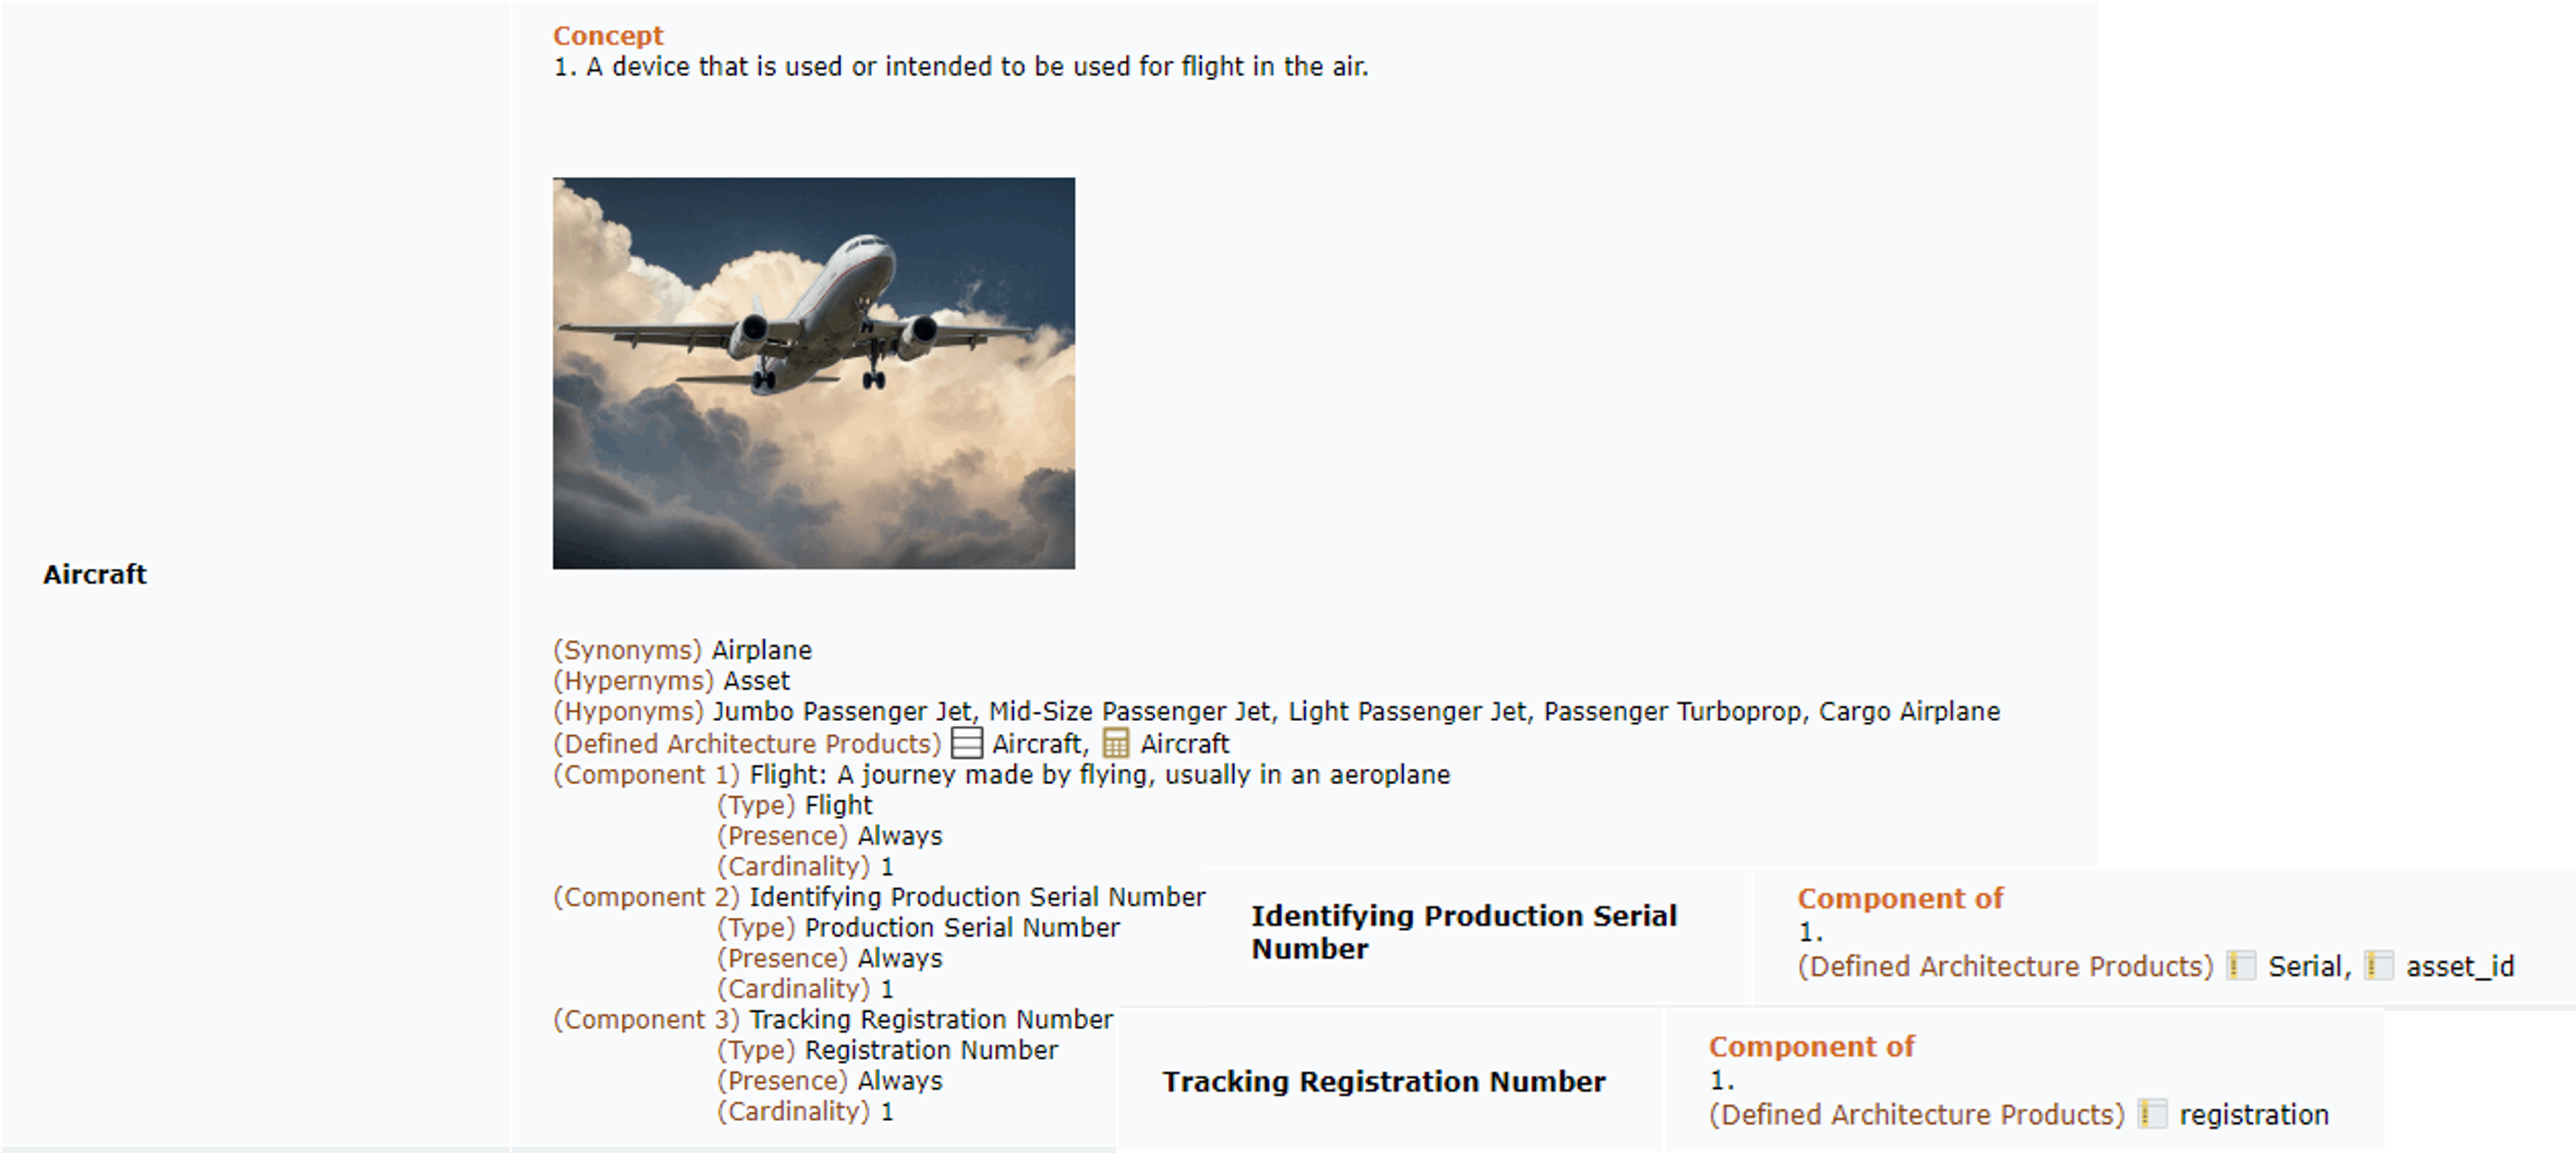 Concept
1. A device that is used or intended to be used for flight in the air.
Aircraft
(Synonyms) Airplane
(Hypernyms) Asset
(Hyponyms) Jumbo Passenger Jet, Mid-Size Passenger Jet, Light Passenger Jet, Passenger Turboprop, Cargo Airplane
(Defined Architecture Products) Aircraft, Aircraft
(Component 1) Flight: A journey made by flying, usually in an aeroplane
(Type) Flight
(Presence) Always
(Cardinality) 1
(Component 2) Identifying Production Serial Number
(Type) Production Serial Number
(Presence) Always
(Cardinality) 1
Identifying Production Serial
Number
Component of
1.
(Defined Architecture Products) Serial, asset_id
(Component 3) Tracking Registration Number
(Type) Registration Number
(Presence) Always
(Cardinality) 1
Tracking Registration Number
Component of
1.
(Defined Architecture Products) registration